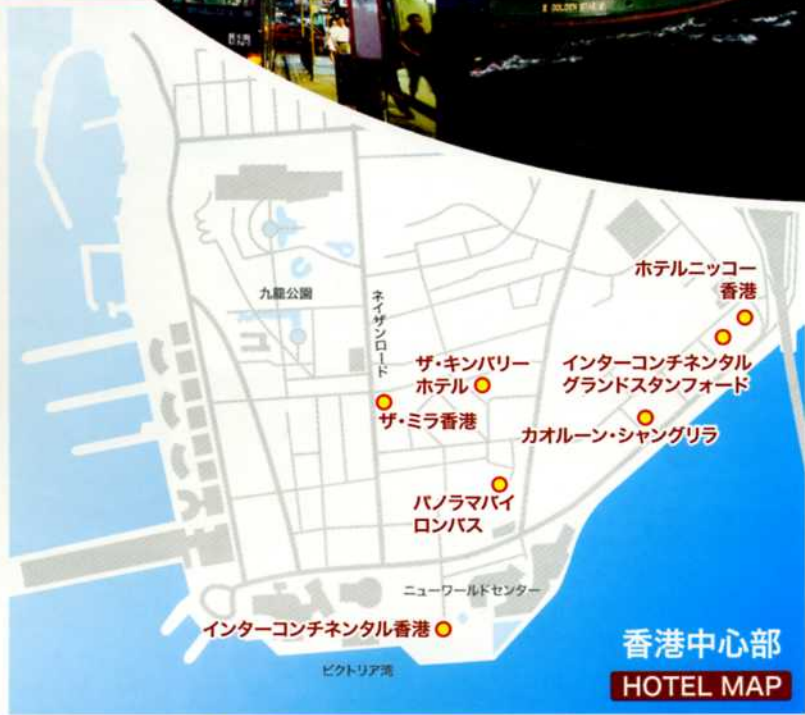 GOLDEN STAR
ホテルニッコー
香港
九龍公園
ネイザンロード
ザ・キンバリー
ホテル
インターコンチネンタル
グランドスタンフォード
ザ・ミラ香港
カオルーン・シャングリラ
パノラマバイ
ロンバス
ニューワールドセンター
インターコンチネンタル香港
ビクトリア湾
香港中心部
HOTEL MAP